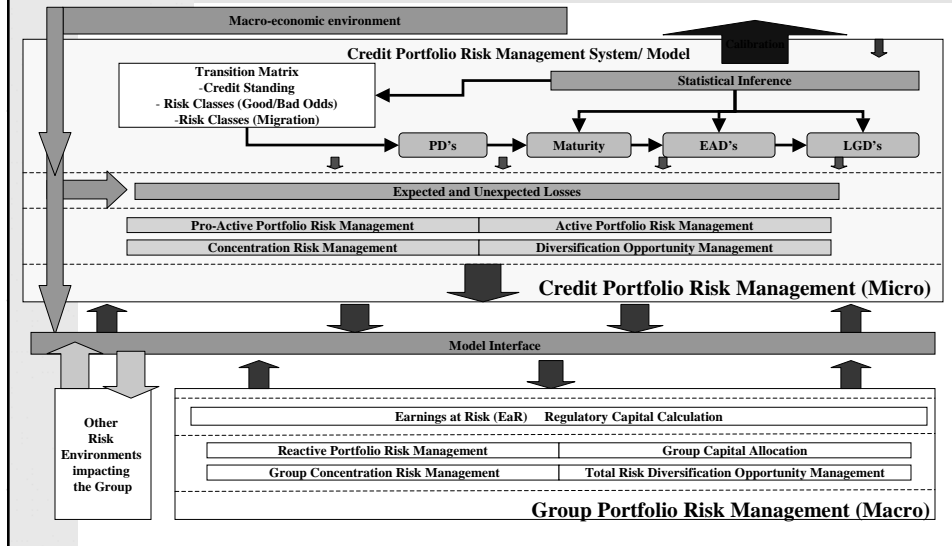 Macro-economic environment
Calibration
Credit Portfolio Risk Management System/ Model
Transition Matrix
-Credit Standing
- Risk Classes (Good/Bad Odds)
-Risk Classes (Migration)
Statistical Inference
PD's
Maturity
EAD's
LGD's
Expected and Unexpected Losses
Pro-Active Portfolio Risk Management
Active Portfolio Risk Management
Concentration Risk Management
Diversification Opportunity Management
Credit Portfolio Risk Management (Micro)
Model Interface
Other
Risk
Environments
impacting
the Group
Earnings at Risk (EaR) Regulatory Capital Calculation
Reactive Portfolio Risk Management
Group Capital Allocation
Group Concentration Risk Management
Total Risk Diversification Opportunity Management
Group Portfolio Risk Management (Macro)